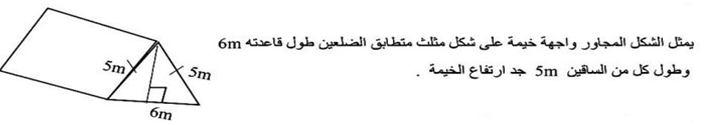 يمثل الشكل المجاور واجهة خيمة على شكل مثلث متطابق الضلعين طول قاعدته 6m
وطول كل من الساقين 5m جد ارتفاع الخيمة .
5m
5m
6m